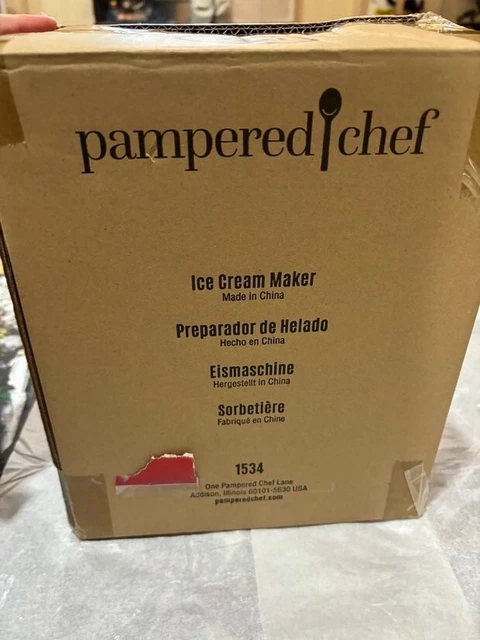 pampered chef
Ice Cream Maker
Made in China
Preparador de Helado
Hecho en China
Eismaschine
Hergestellt in China
Sorbetière
Fabriqué en Chine
1534
One Pampered Chef Lane
Addison, Illinois 60101-5630 USA
pamperedchef.com